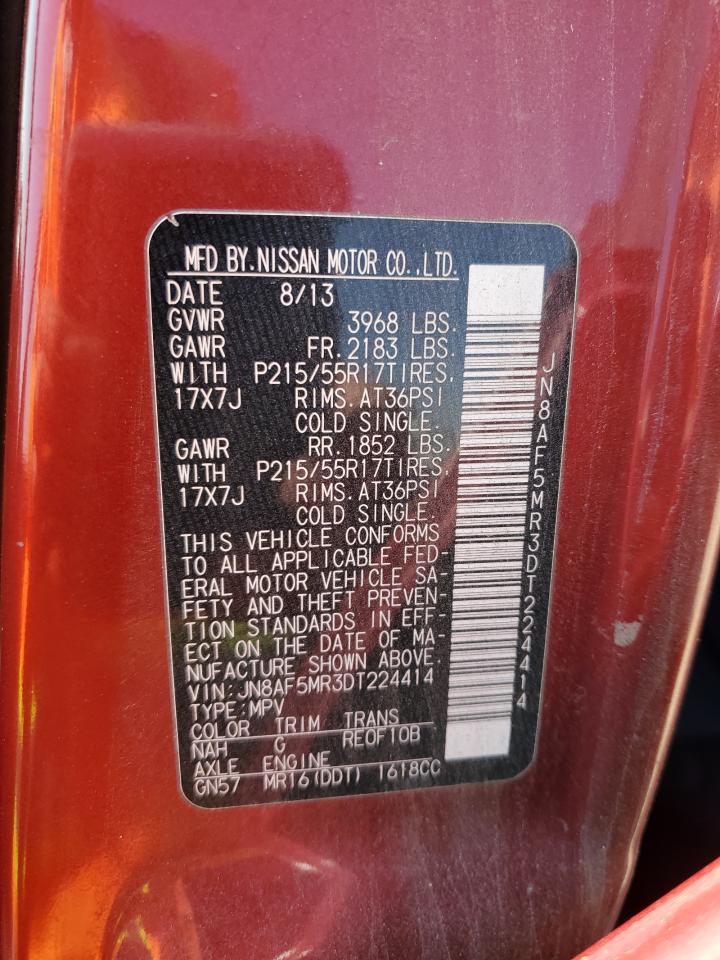 MFD BY.NISSAN MOTOR CO.,LTD.
DATE 8/13
GVWR 3968 LBS.
GAWR FR.2183 LBS.
WITH P215/55R17TIRES,
17X7J RIMS.AT36PSI
COLD SINGLE.
GAWR RR.1852 LBS.
WITH P215/55R17TIRES,
17X7J RIMS.AT36PSI
COLD SINGLE.
THIS VEHICLE CONFORMS
TO ALL APPLICABLE FED-
ERAL MOTOR VEHICLE SA-
FETY AND THEFT PREVEN-
TION STANDARDS IN EFF-
ECT ON THE DATE OF MA-
NUFACTURE SHOWN ABOVE.
VIN:JN8AF5MR3DT224414
TYPE:MPV
COLOR TRIM TRANS
NAH G RE0F10B
AXLE ENGINE
GN57 MR16(DDT) 1618CC
JN8AF5MR3DT224414